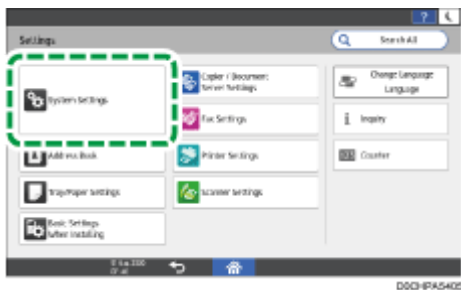 ?
Settings
Search All
System Settings
Copier / Document
Server Settings
Change Language
Language
Fax Settings
i Inquiry
Address Book
Printer Settings
Counter
Tray/Paper Settings
Scanner Settings
Basic Settings
When Installing
D0CHPA5405